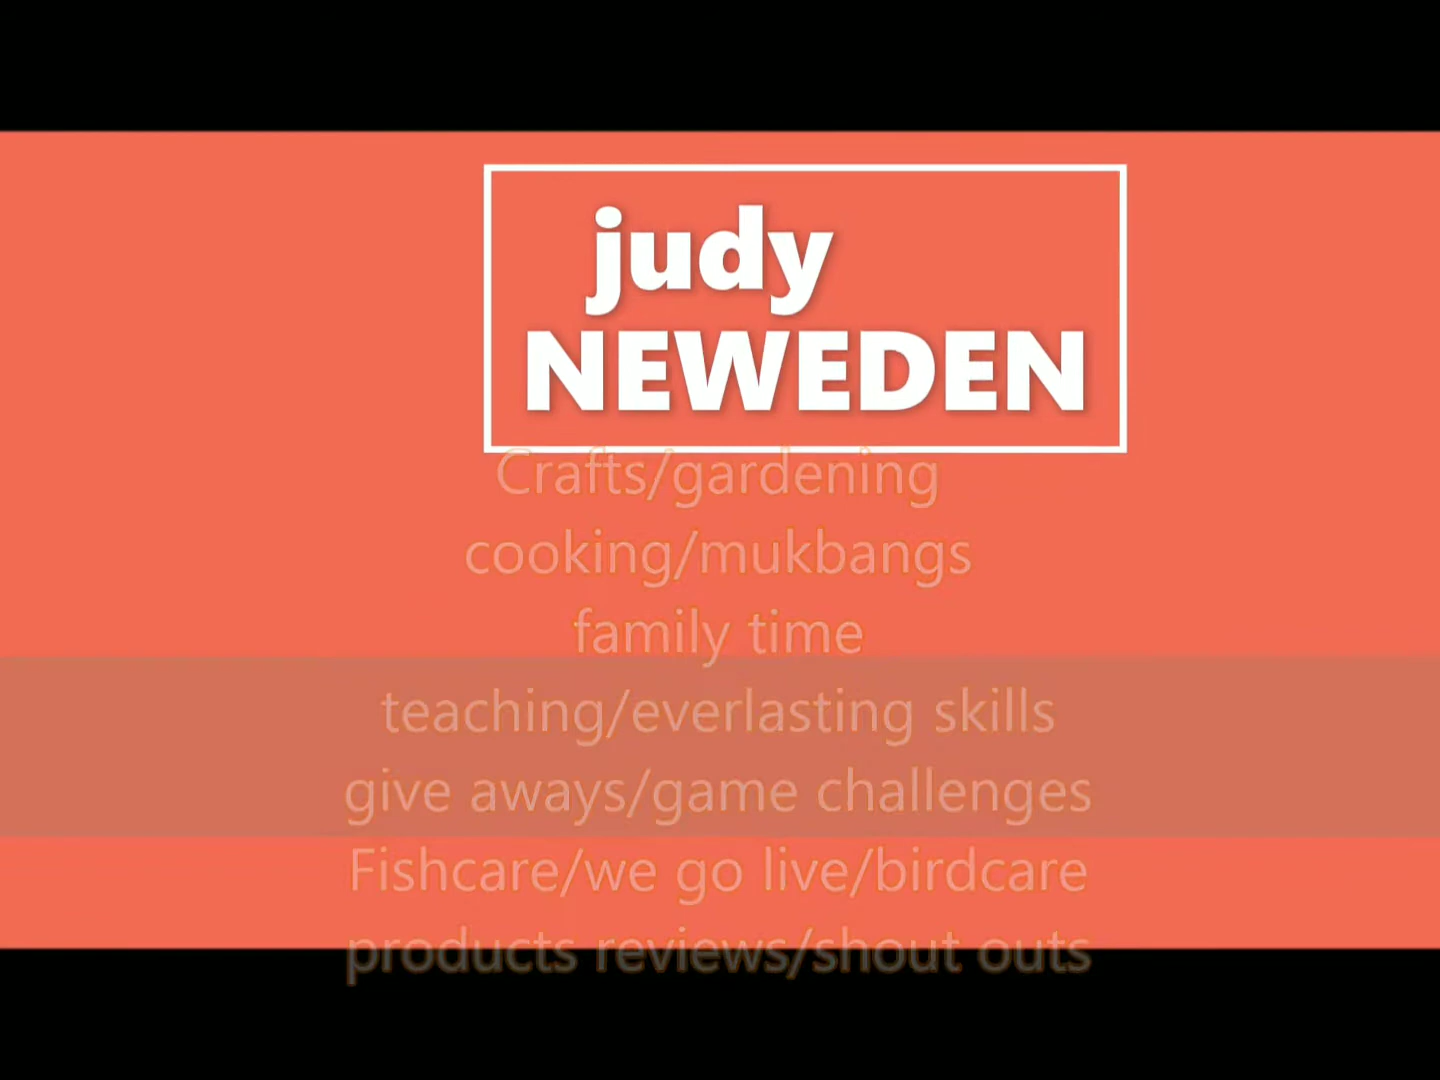 judy
NEWEDEN
Crafts/gardening
cooking/mukbangs
family time
teaching/everlasting skills
give aways/game challenges
Fishcare/we go live/birdcare
products reviews/shout outs